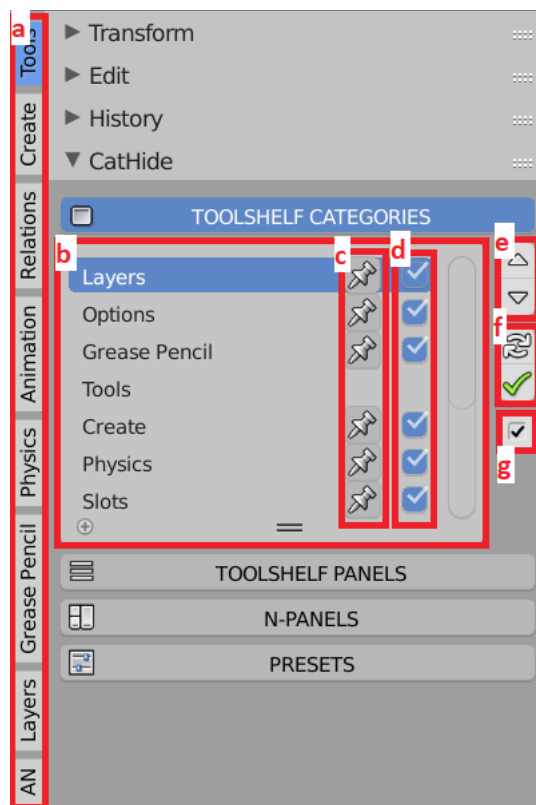 a
Tools
Create
Relations
Animation
Physics
Grease Pencil
Layers
AN
Transform
Edit
History
CatHide
TOOLSHELF CATEGORIES
b
c
d
e
f
g
Layers
Options
Grease Pencil
Tools
Create
Physics
Slots
TOOLSHELF PANELS
N-PANELS
PRESETS